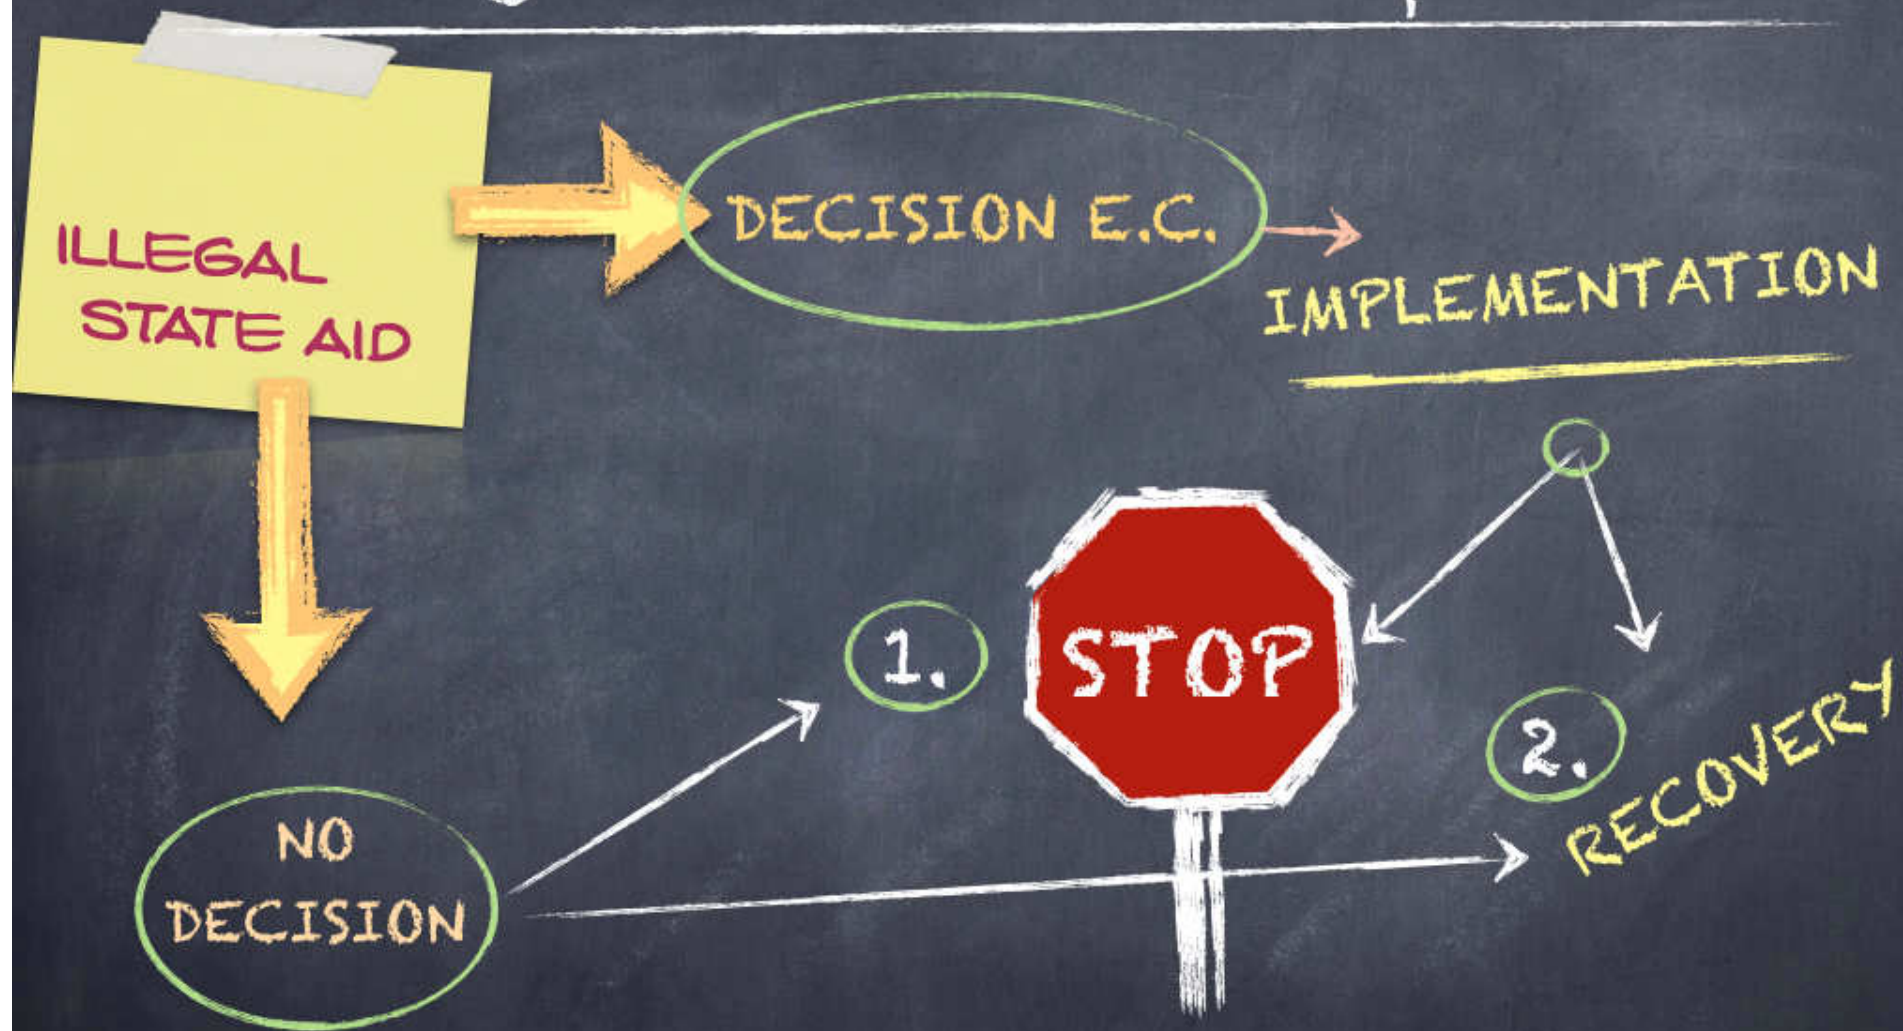 ILLEGAL
STATE AID
DECISION E.C.
IMPLEMENTATION
1.
STOP
2.
RECOVERY
NO
DECISION